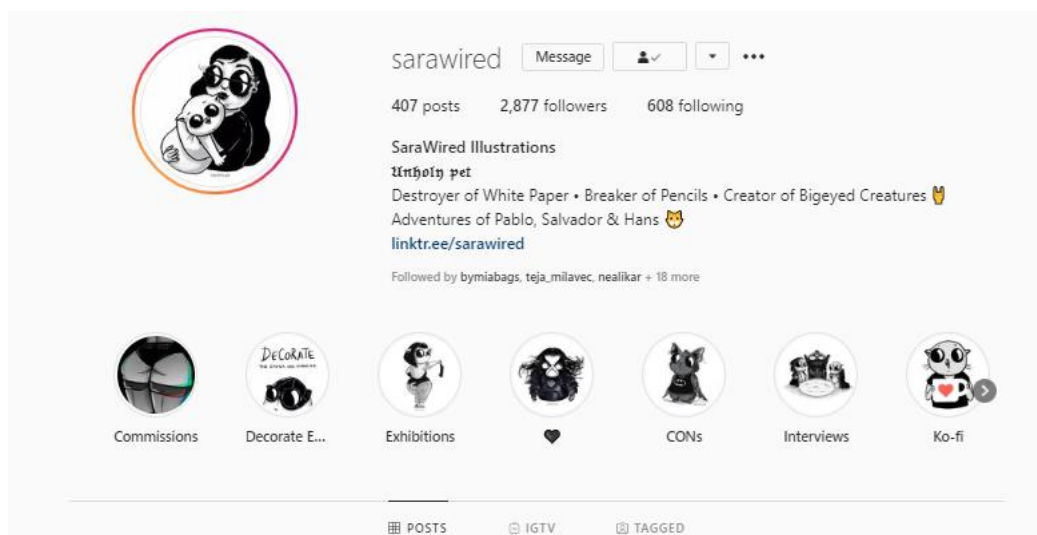 sarawired Message
407 posts 2,877 followers 608 following
SaraWired Illustrations
𝖀𝖓𝖍𝖔𝖑𝖞 𝖕𝖊𝖙
Destroyer of White Paper • Breaker of Pencils • Creator of Bigeyed Creatures 🤘
Adventures of Pablo, Salvador & Hans 🐱
linktr.ee/sarawired
Followed by bymiabags, teja_milavec, nealikar + 18 more
DECORATE
Commissions Decorate E... Exhibitions 🖤 CONs Interviews Ko-fi
POSTS IGTV TAGGED